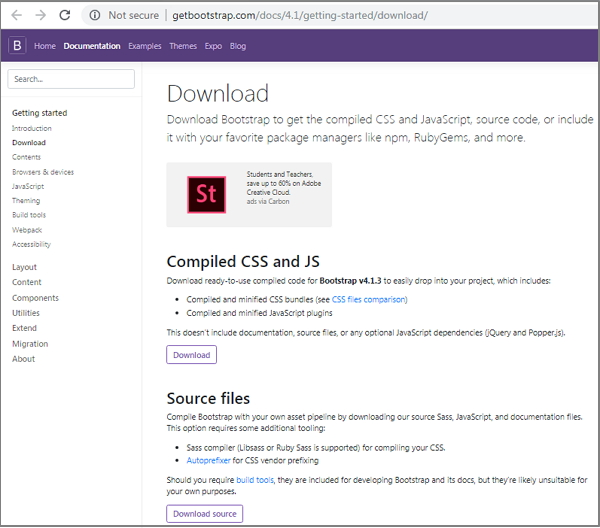 Not secure | getbootstrap.com/docs/4.1/getting-started/download/
B Home Documentation Examples Themes Expo Blog
Search...
Getting started
Introduction
Download
Contents
Browsers & devices
JavaScript
Theming
Build tools
Webpack
Accessibility
Layout
Content
Components
Utilities
Extend
Migration
About
Download
Download Bootstrap to get the compiled CSS and JavaScript, source code, or include
it with your favorite package managers like npm, RubyGems, and more.
St
Students and Teachers,
save up to 60% on Adobe
Creative Cloud.
ads via Carbon
Compiled CSS and JS
Download ready-to-use compiled code for Bootstrap v4.1.3 to easily drop into your project, which includes:
• Compiled and minified CSS bundles (see CSS files comparison)
• Compiled and minified JavaScript plugins
This doesn't include documentation, source files, or any optional JavaScript dependencies (jQuery and Popper.js).
Download
Source files
Compile Bootstrap with your own asset pipeline by downloading our source Sass, JavaScript, and documentation files.
This option requires some additional tooling:
• Sass compiler (Libsass or Ruby Sass is supported) for compiling your CSS.
• Autoprefixer for CSS vendor prefixing
Should you require build tools, they are included for developing Bootstrap and its docs, but they're likely unsuitable
for your own purposes.
Download source